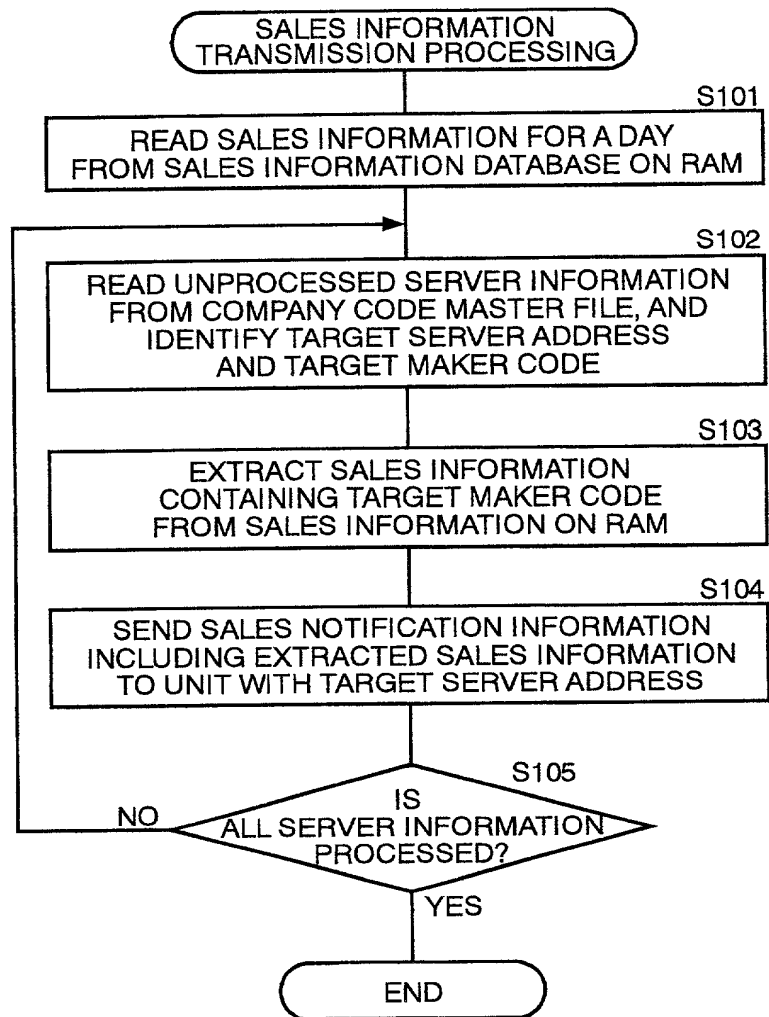 SALES INFORMATION
TRANSMISSION PROCESSING
S101
READ SALES INFORMATION FOR A DAY
FROM SALES INFORMATION DATABASE ON RAM
S102
READ UNPROCESSED SERVER INFORMATION
FROM COMPANY CODE MASTER FILE, AND
IDENTIFY TARGET SERVER ADDRESS
AND TARGET MAKER CODE
S103
EXTRACT SALES INFORMATION
CONTAINING TARGET MAKER CODE
FROM SALES INFORMATION ON RAM
S104
SEND SALES NOTIFICATION INFORMATION
INCLUDING EXTRACTED SALES INFORMATION
TO UNIT WITH TARGET SERVER ADDRESS
S105
IS
ALL SERVER INFORMATION
PROCESSED?
NO
YES
END